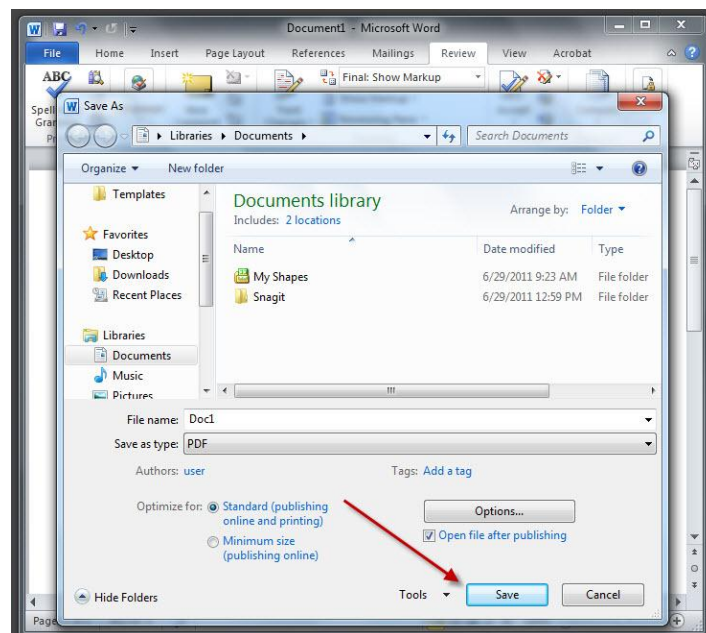 Document1 - Microsoft Word
File Home Insert Page Layout References Mailings Review View Acrobat
ABC Final: Show Markup
Spell
Gra
Save As
Libraries Documents Search Documents
Organize New folder
Templates
Documents library
Includes: 2 locations
Arrange by: Folder
Favorites
Name Date modified Type
Desktop
Downloads
My Shapes 6/29/2011 9:23 AM File folder
Recent Places
Snagit 6/29/2011 12:59 PM File folder
Libraries
Documents
Music
Pictures
File name: Doc1
Save as type: PDF
Authors: user Tags: Add a tag
Optimize for: Standard (publishing
online and printing)
Options...
Minimum size
(publishing online)
Open file after publishing
Hide Folders Tools Save Cancel
Page